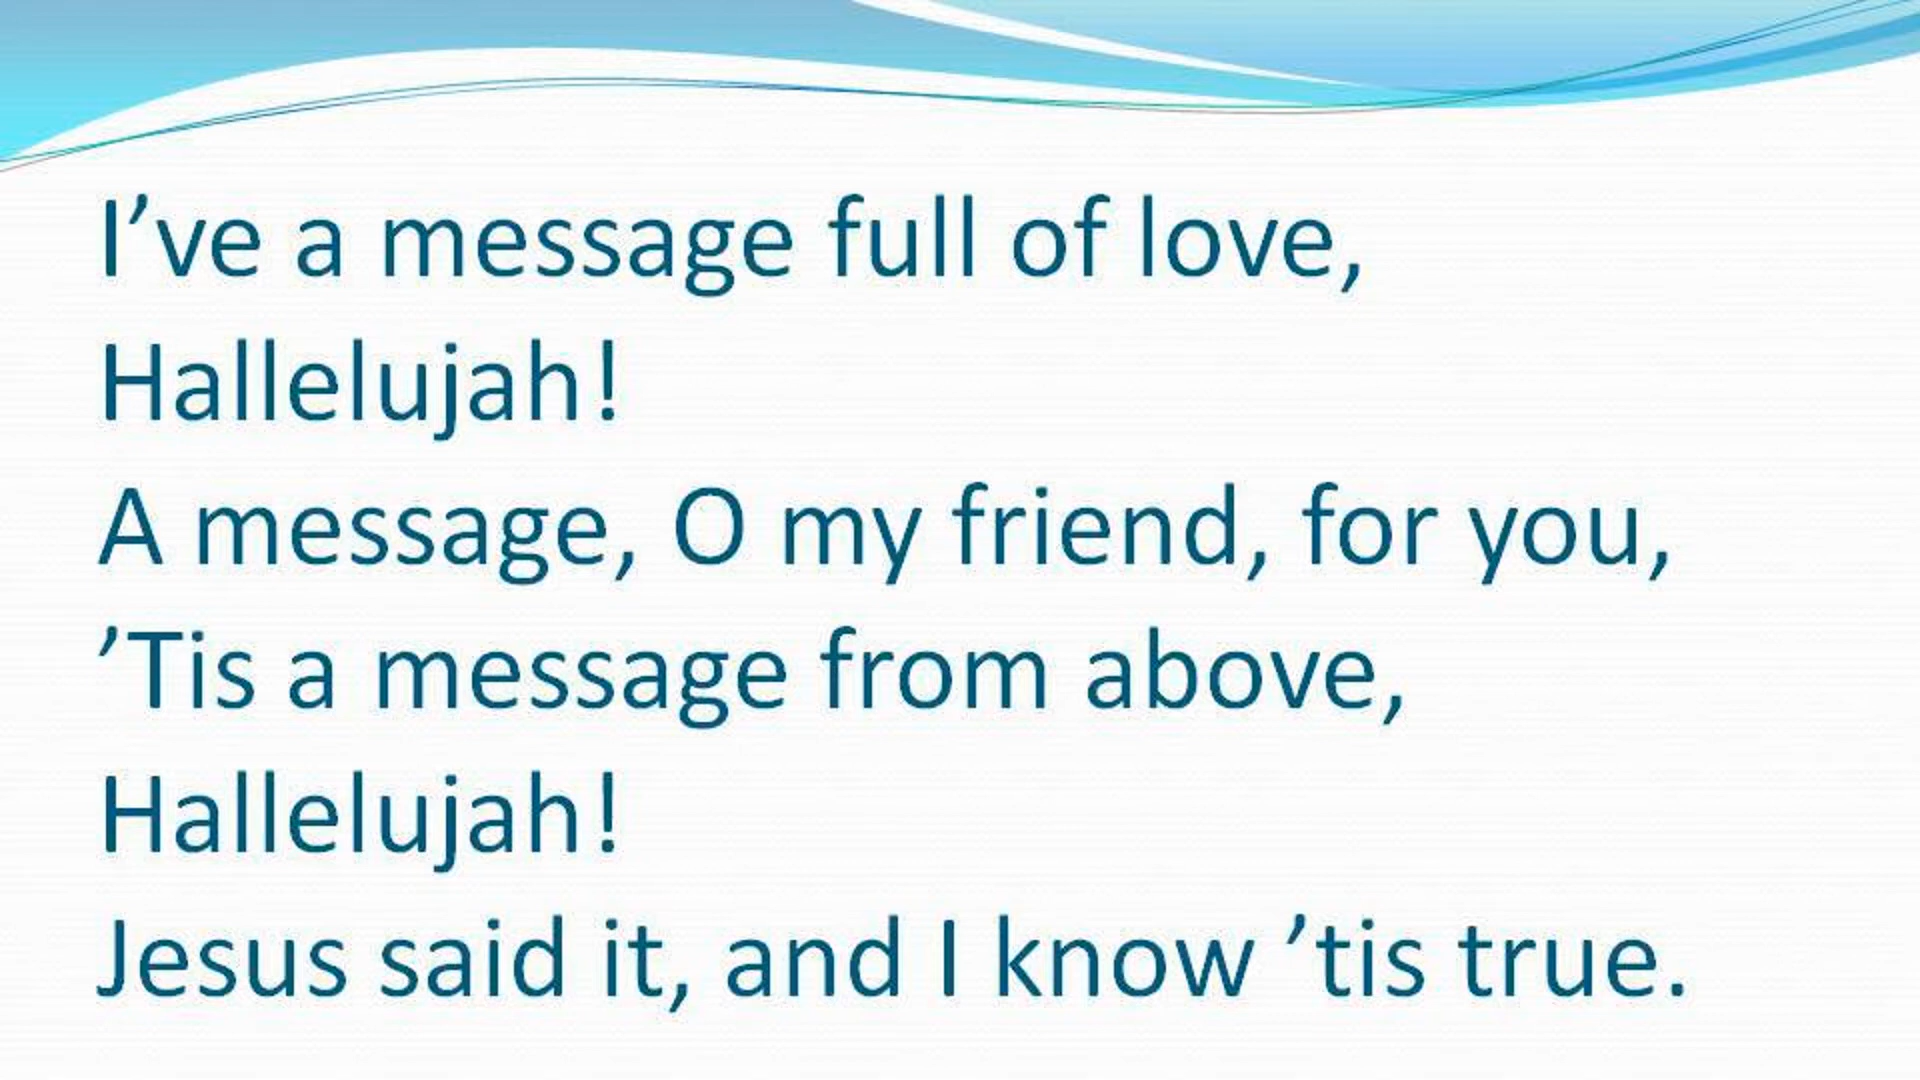 I’ve a message full of love,
Hallelujah!
A message, O my friend, for you,
’Tis a message from above,
Hallelujah!
Jesus said it, and I know ’tis true.